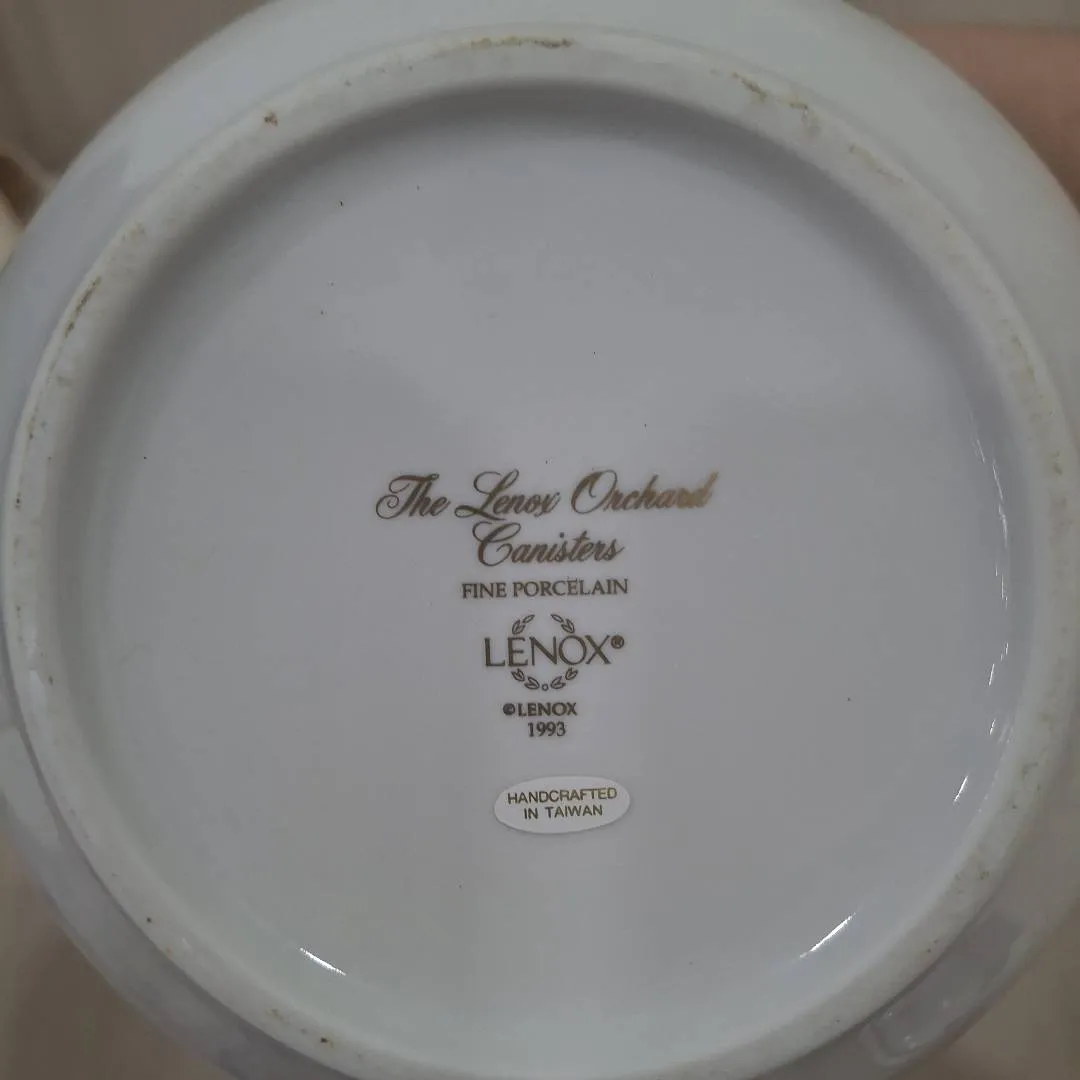 The Lenox Orchard
Canisters
FINE PORCELAIN
LENOX®
©LENOX
1993
HANDCRAFTED
IN TAIWAN